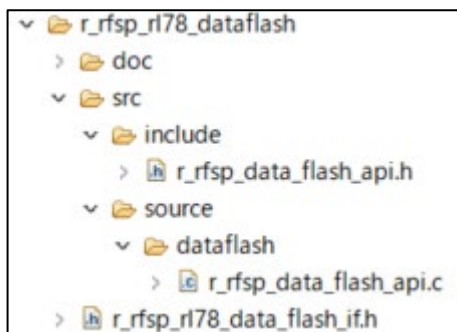 r_rfsp_rl78_dataflash
doc
src
include
r_rfsp_data_flash_api.h
source
dataflash
r_rfsp_data_flash_api.c
r_rfsp_rl78_data_flash_if.h